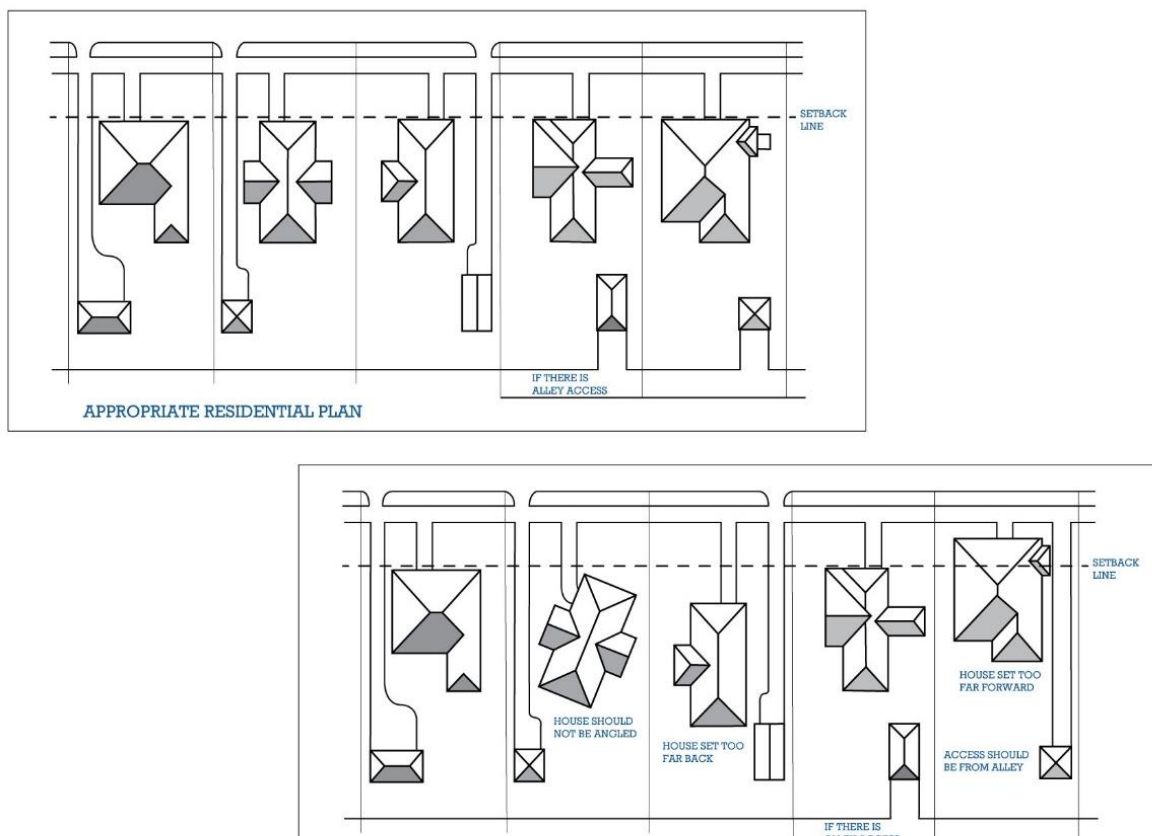 SETBACK
LINE
IF THERE IS
ALLEY ACCESS
APPROPRIATE RESIDENTIAL PLAN
SETBACK
LINE
HOUSE SET TOO
FAR FORWARD
HOUSE SHOULD
NOT BE ANGLED
HOUSE SET TOO
FAR BACK
ACCESS SHOULD
BE FROM ALLEY
IF THERE IS